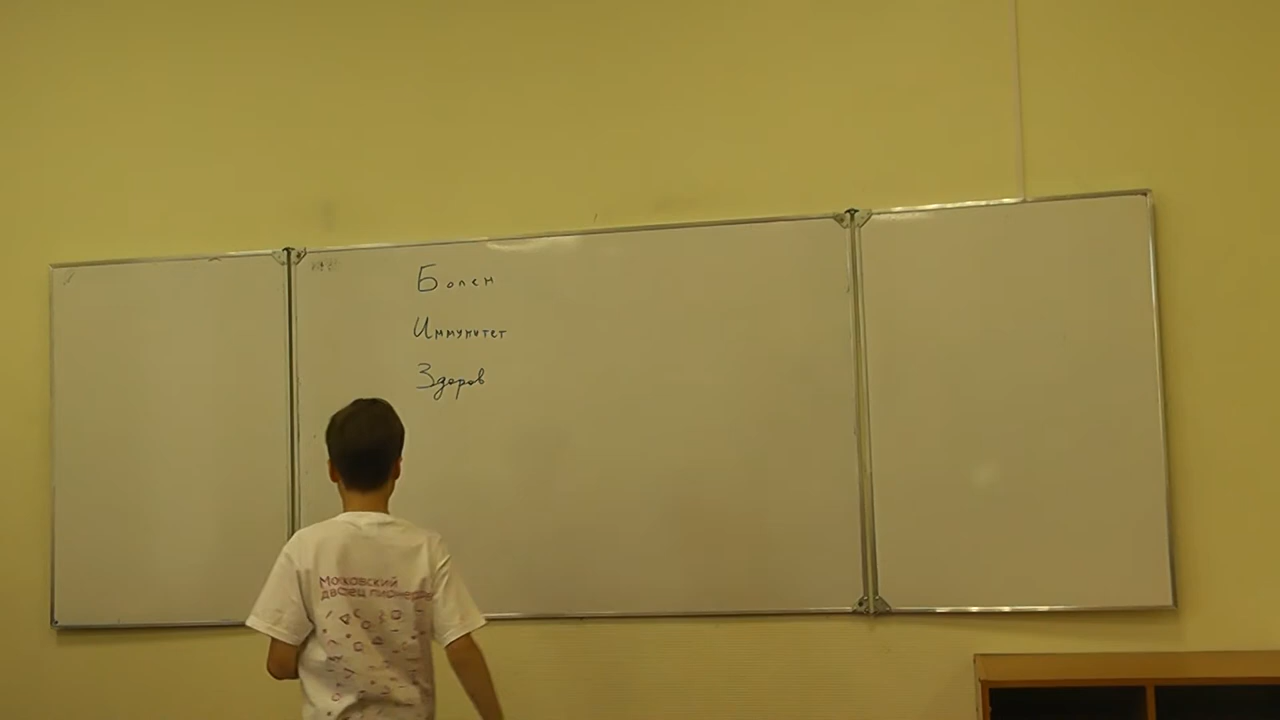 Болен
Иммунитет
Здоров
Московский
дворец пионеров